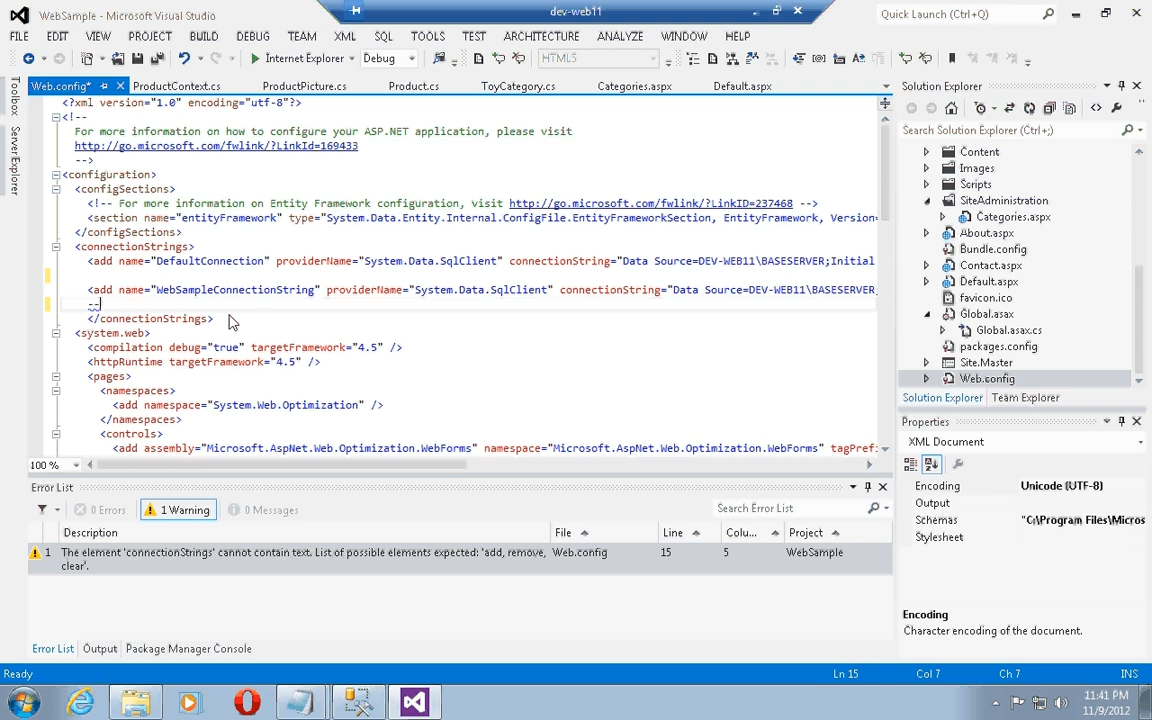 WebSample - Microsoft Visual Studio
dev-web11
Quick Launch (Ctrl+Q)
FILE EDIT VIEW PROJECT BUILD DEBUG TEAM XML SQL TOOLS TEST ARCHITECTURE ANALYZE WINDOW HELP
Internet Explorer Debug HTML5
Web.config* ProductContext.cs ProductPicture.cs Product.cs ToyCategory.cs Categories.aspx Default.aspx
Toolbox
Server Explorer
<?xml version="1.0" encoding="utf-8"?>
<!--
For more information on how to configure your ASP.NET application, please visit
http://go.microsoft.com/fwlink/?LinkId=169433
-->
<configuration>
<configSections>
<!-- For more information on Entity Framework configuration, visit http://go.microsoft.com/fwlink/?LinkID=237468 -->
<section name="entityFramework" type="System.Data.Entity.Internal.ConfigFile.EntityFrameworkSection, EntityFramework, Version=
</configSections>
<connectionStrings>
<add name="DefaultConnection" providerName="System.Data.SqlClient" connectionString="Data Source=DEV-WEB11\BASESERVER;Initial
<add name="WebSampleConnectionString" providerName="System.Data.SqlClient" connectionString="Data Source=DEV-WEB11\BASESERVER;
--
</connectionStrings>
<system.web>
<compilation debug="true" targetFramework="4.5" />
<httpRuntime targetFramework="4.5" />
<pages>
<namespaces>
<add namespace="System.Web.Optimization" />
</namespaces>
<controls>
<add assembly="Microsoft.AspNet.Web.Optimization.WebForms" namespace="Microsoft.AspNet.Web.Optimization.WebForms" tagPrefi
100 %
Error List
0 Errors 1 Warning 0 Messages
Search Error List
Description File Line Colu... Project
1 The element 'connectionStrings' cannot contain text. List of possible elements expected: 'add, remove, Web.config 15 5 WebSample
clear'.
Error List Output Package Manager Console
Solution Explorer
Search Solution Explorer (Ctrl+;)
Content
Images
Scripts
SiteAdministration
Categories.aspx
About.aspx
Bundle.config
Contact.aspx
Default.aspx
favicon.ico
Global.asax
Global.asax.cs
packages.config
Site.Master
Web.config
Solution Explorer Team Explorer
Properties
XML Document
Encoding Unicode (UTF-8)
Output
Schemas "C:\Program Files\Micros
Stylesheet
Encoding
Character encoding of the document.
Ready Ln 15 Col 7 Ch 7 INS
11:41 PM
11/9/2012